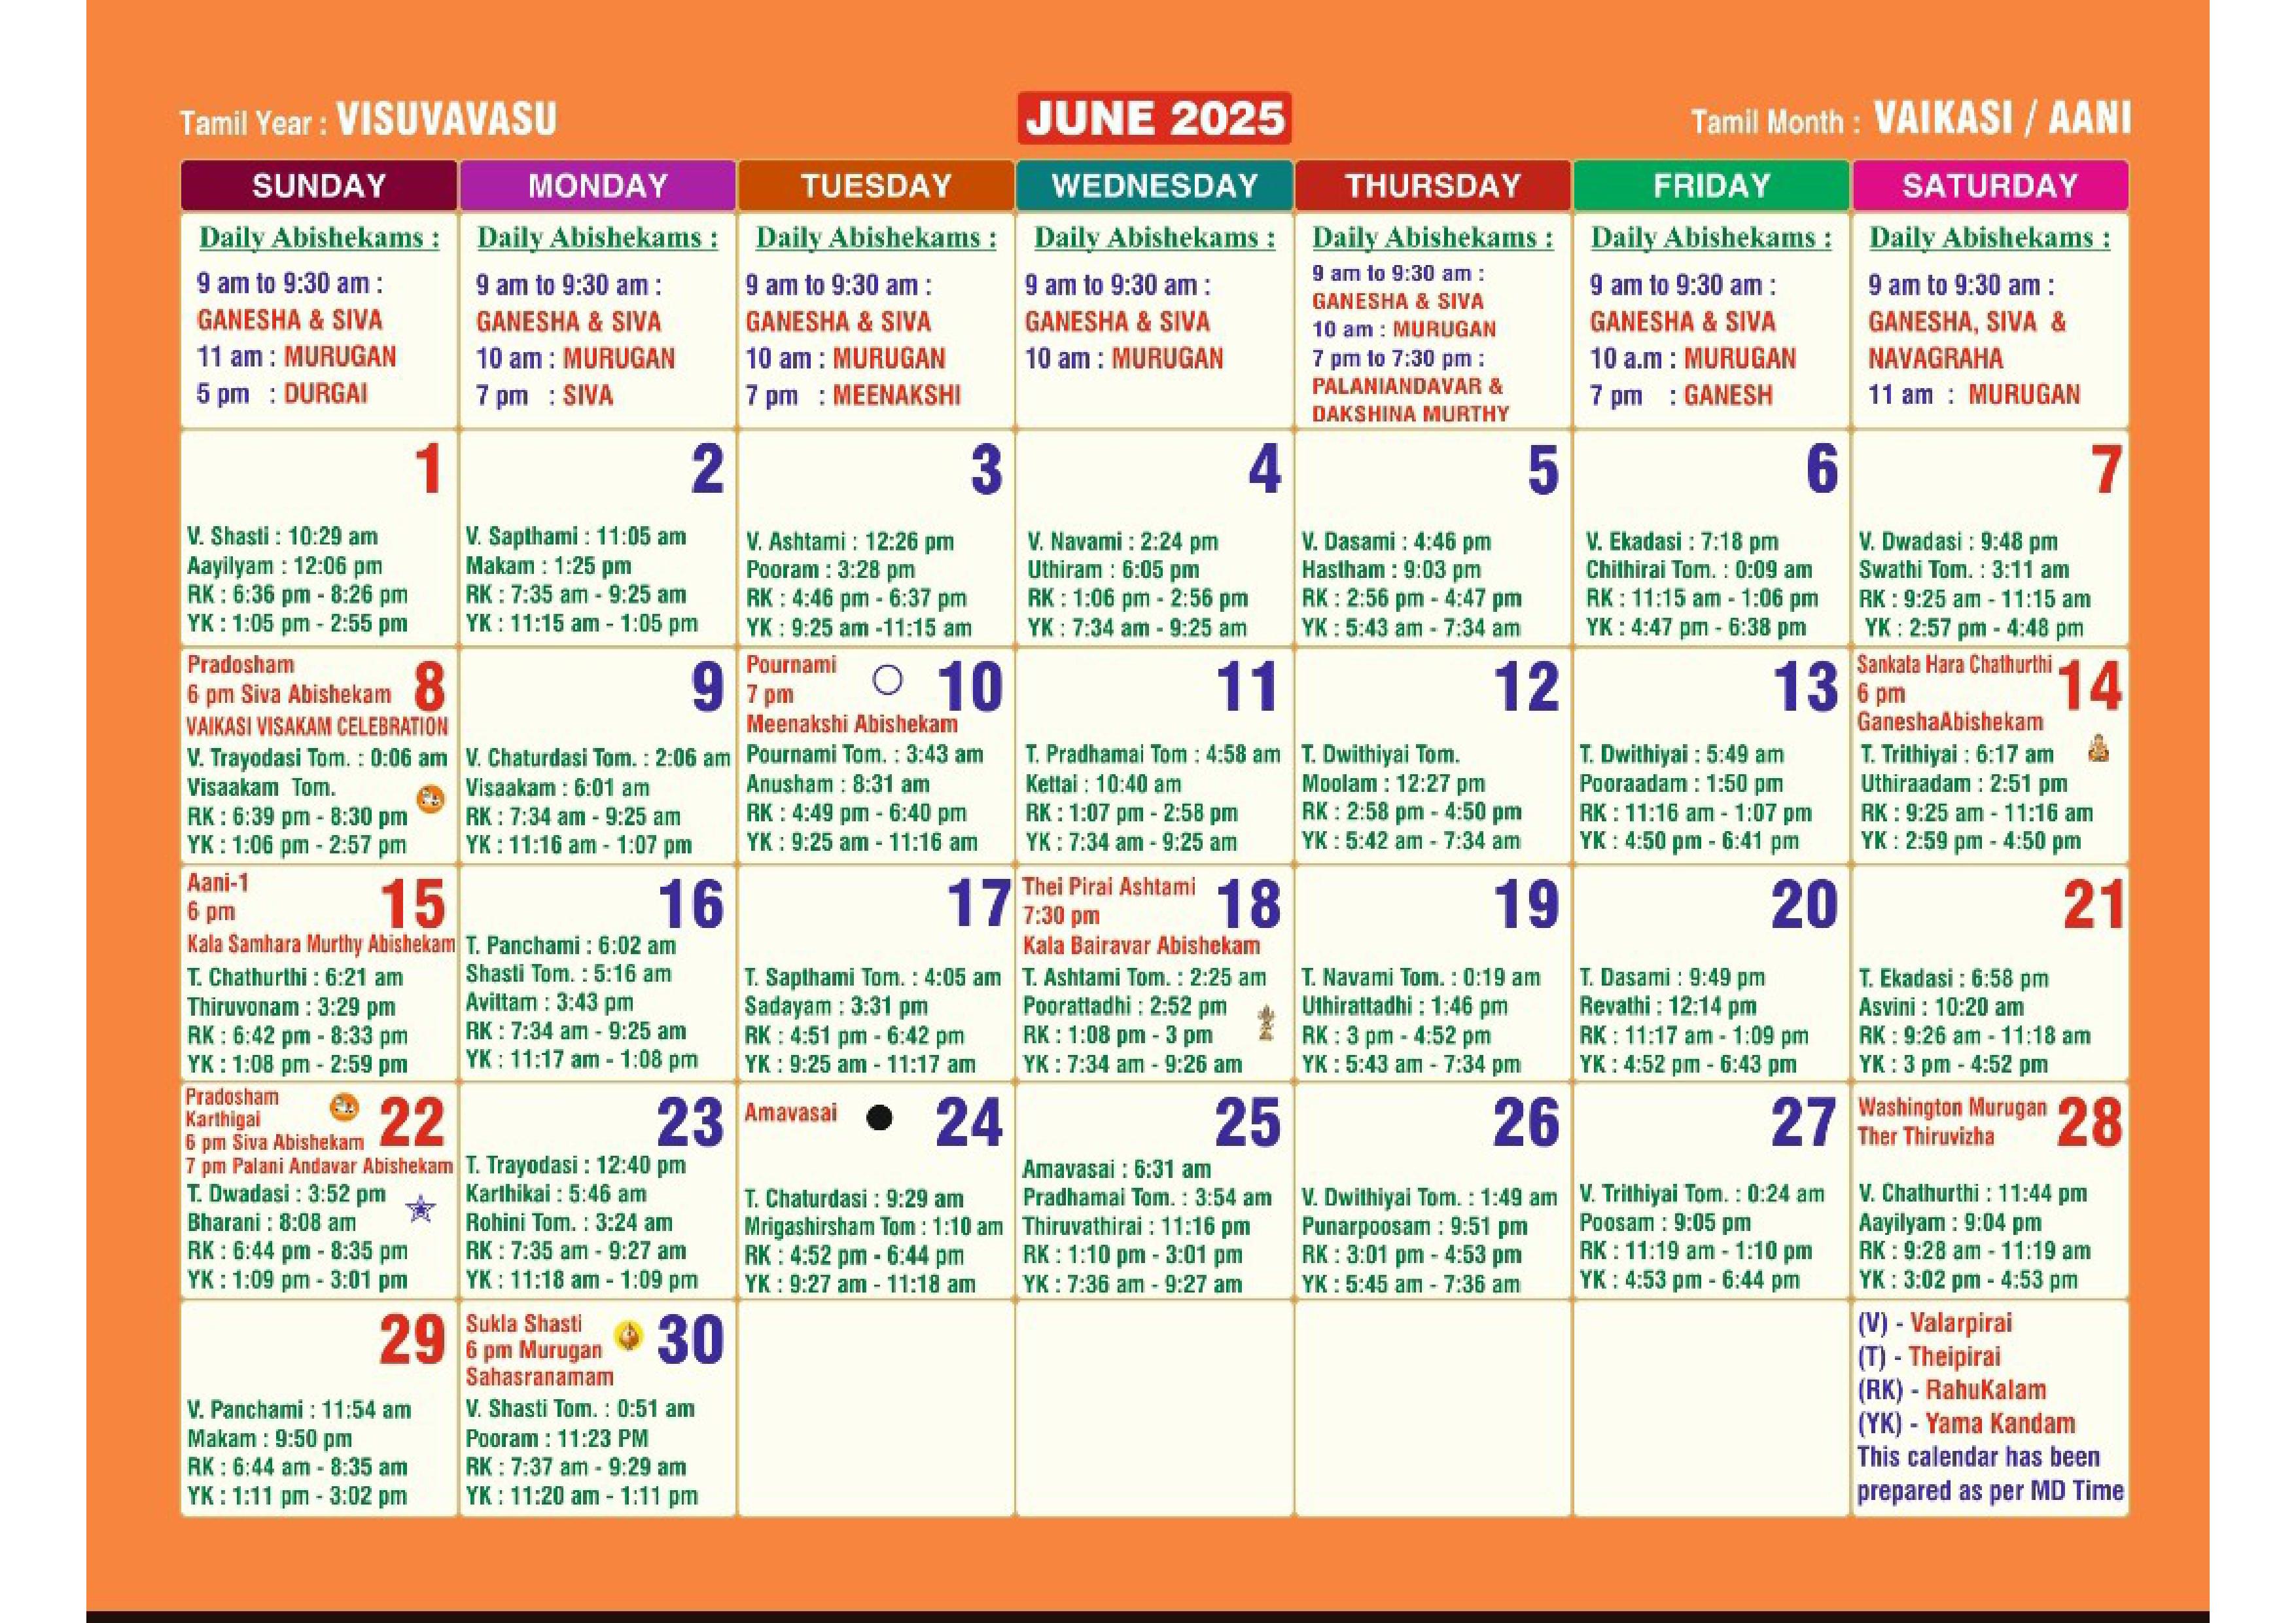 Tamil Year : VISUVAVASU
JUNE 2025
Tamil Month : VAIKASI / AANI
SUNDAY
MONDAY
TUESDAY
WEDNESDAY
THURSDAY
FRIDAY
SATURDAY
Daily Abishekams :
9 am to 9:30 am :
GANESHA & SIVA
11 am : MURUGAN
5 pm : DURGAI
Daily Abishekams :
9 am to 9:30 am :
GANESHA & SIVA
10 am : MURUGAN
7 pm : SIVA
Daily Abishekams :
9 am to 9:30 am :
GANESHA & SIVA
10 am : MURUGAN
7 pm : MEENAKSHI
Daily Abishekams :
9 am to 9:30 am :
GANESHA & SIVA
10 am : MURUGAN
Daily Abishekams :
9 am to 9:30 am :
GANESHA & SIVA
10 am : MURUGAN
7 pm to 7:30 pm :
PALANIANDAVAR &
DAKSHINA MURTHY
Daily Abishekams :
9 am to 9:30 am :
GANESHA & SIVA
10 a.m : MURUGAN
7 pm : GANESH
Daily Abishekams :
9 am to 9:30 am :
GANESHA, SIVA &
NAVAGRAHA
11 am : MURUGAN
1
V. Shasti : 10:29 am
Aayilyam : 12:06 pm
RK : 6:36 pm - 8:26 pm
YK : 1:05 pm - 2:55 pm
2
V. Sapthami : 11:05 am
Makam : 1:25 pm
RK : 7:35 am - 9:25 am
YK : 11:15 am - 1:05 pm
3
V. Ashtami : 12:26 pm
Pooram : 3:28 pm
RK : 4:46 pm - 6:37 pm
YK : 9:25 am -11:15 am
4
V. Navami : 2:24 pm
Uthiram : 6:05 pm
RK : 1:06 pm - 2:56 pm
YK : 7:34 am - 9:25 am
5
V. Dasami : 4:46 pm
Hastham : 9:03 pm
RK : 2:56 pm - 4:47 pm
YK : 5:43 am - 7:34 am
6
V. Ekadasi : 7:18 pm
Chithirai Tom. : 0:09 am
RK : 11:15 am - 1:06 pm
YK : 4:47 pm - 6:38 pm
7
V. Dwadasi : 9:48 pm
Swathi Tom. : 3:11 am
RK : 9:25 am - 11:15 am
YK : 2:57 pm - 4:48 pm
Pradosham
6 pm Siva Abishekam
8
VAIKASI VISAKAM CELEBRATION
V. Trayodasi Tom. : 0:06 am
Visaakam Tom.
RK : 6:39 pm - 8:30 pm
YK : 1:06 pm - 2:57 pm
9
V. Chaturdasi Tom. : 2:06 am
Visaakam : 6:01 am
RK : 7:34 am - 9:25 am
YK : 11:16 am - 1:07 pm
Pournami
7 pm
10
Meenakshi Abishekam
Pournami Tom. : 3:43 am
Anusham : 8:31 am
RK : 4:49 pm - 6:40 pm
YK : 9:25 am - 11:16 am
11
T. Pradhamai Tom : 4:58 am
Kettai : 10:40 am
RK : 1:07 pm - 2:58 pm
YK : 7:34 am - 9:25 am
12
T. Dwithiyai Tom.
Moolam : 12:27 pm
RK : 2:58 pm - 4:50 pm
YK : 5:42 am - 7:34 am
13
T. Dwithiyai : 5:49 am
Pooraadam : 1:50 pm
RK : 11:16 am - 1:07 pm
YK : 4:50 pm - 6:41 pm
Sankata Hara Chathurthi
6 pm
14
GaneshaAbishekam
T. Trithiyai : 6:17 am
Uthiraadam : 2:51 pm
RK : 9:25 am - 11:16 am
YK : 2:59 pm - 4:50 pm
Aani-1
6 pm
15
Kala Samhara Murthy Abishekam
T. Chathurthi : 6:21 am
Thiruvonam : 3:29 pm
RK : 6:42 pm - 8:33 pm
YK : 1:08 pm - 2:59 pm
16
T. Panchami : 6:02 am
Shasti Tom. : 5:16 am
Avittam : 3:43 pm
RK : 7:34 am - 9:25 am
YK : 11:17 am - 1:08 pm
17
T. Sapthami Tom. : 4:05 am
Sadayam : 3:31 pm
RK : 4:51 pm - 6:42 pm
YK : 9:25 am - 11:17 am
Thei Pirai Ashtami
7:30 pm
18
Kala Bairavar Abishekam
T. Ashtami Tom. : 2:25 am
Poorattadhi : 2:52 pm
RK : 1:08 pm - 3 pm
YK : 7:34 am - 9:26 am
19
T. Navami Tom. : 0:19 am
Uthirattadhi : 1:46 pm
RK : 3 pm - 4:52 pm
YK : 5:43 am - 7:34 pm
20
T. Dasami : 9:49 pm
Revathi : 12:14 pm
RK : 11:17 am - 1:09 pm
YK : 4:52 pm - 6:43 pm
21
T. Ekadasi : 6:58 pm
Asvini : 10:20 am
RK : 9:26 am - 11:18 am
YK : 3 pm - 4:52 pm
Pradosham
Karthigai
22
6 pm Siva Abishekam
7 pm Palani Andavar Abishekam
T. Dwadasi : 3:52 pm
Bharani : 8:08 am
RK : 6:44 pm - 8:35 pm
YK : 1:09 pm - 3:01 pm
23
T. Trayodasi : 12:40 pm
Karthikai : 5:46 am
Rohini Tom. : 3:24 am
RK : 7:35 am - 9:27 am
YK : 11:18 am - 1:09 pm
Amavasai
24
T. Chaturdasi : 9:29 am
Mrigashirsham Tom : 1:10 am
RK : 4:52 pm - 6:44 pm
YK : 9:27 am - 11:18 am
25
Amavasai : 6:31 am
Pradhamai Tom. : 3:54 am
Thiruvathirai : 11:16 pm
RK : 1:10 pm - 3:01 pm
YK : 7:36 am - 9:27 am
26
V. Dwithiyai Tom. : 1:49 am
Punarpoosam : 9:51 pm
RK : 3:01 pm - 4:53 pm
YK : 5:45 am - 7:36 am
27
V. Trithiyai Tom. : 0:24 am
Poosam : 9:05 pm
RK : 11:19 am - 1:10 pm
YK : 4:53 pm - 6:44 pm
Washington Murugan
Ther Thiruvizha
28
V. Chathurthi : 11:44 pm
Aayilyam : 9:04 pm
RK : 9:28 am - 11:19 am
YK : 3:02 pm - 4:53 pm
29
V. Panchami : 11:54 am
Makam : 9:50 pm
RK : 6:44 am - 8:35 am
YK : 1:11 pm - 3:02 pm
Sukla Shasti
6 pm Murugan
30
Sahasranamam
V. Shasti Tom. : 0:51 am
Pooram : 11:23 PM
RK : 7:37 am - 9:29 am
YK : 11:20 am - 1:11 pm
(V) - Valarpirai
(T) - Theipirai
(RK) - RahuKalam
(YK) - Yama Kandam
This calendar has been
prepared as per MD Time